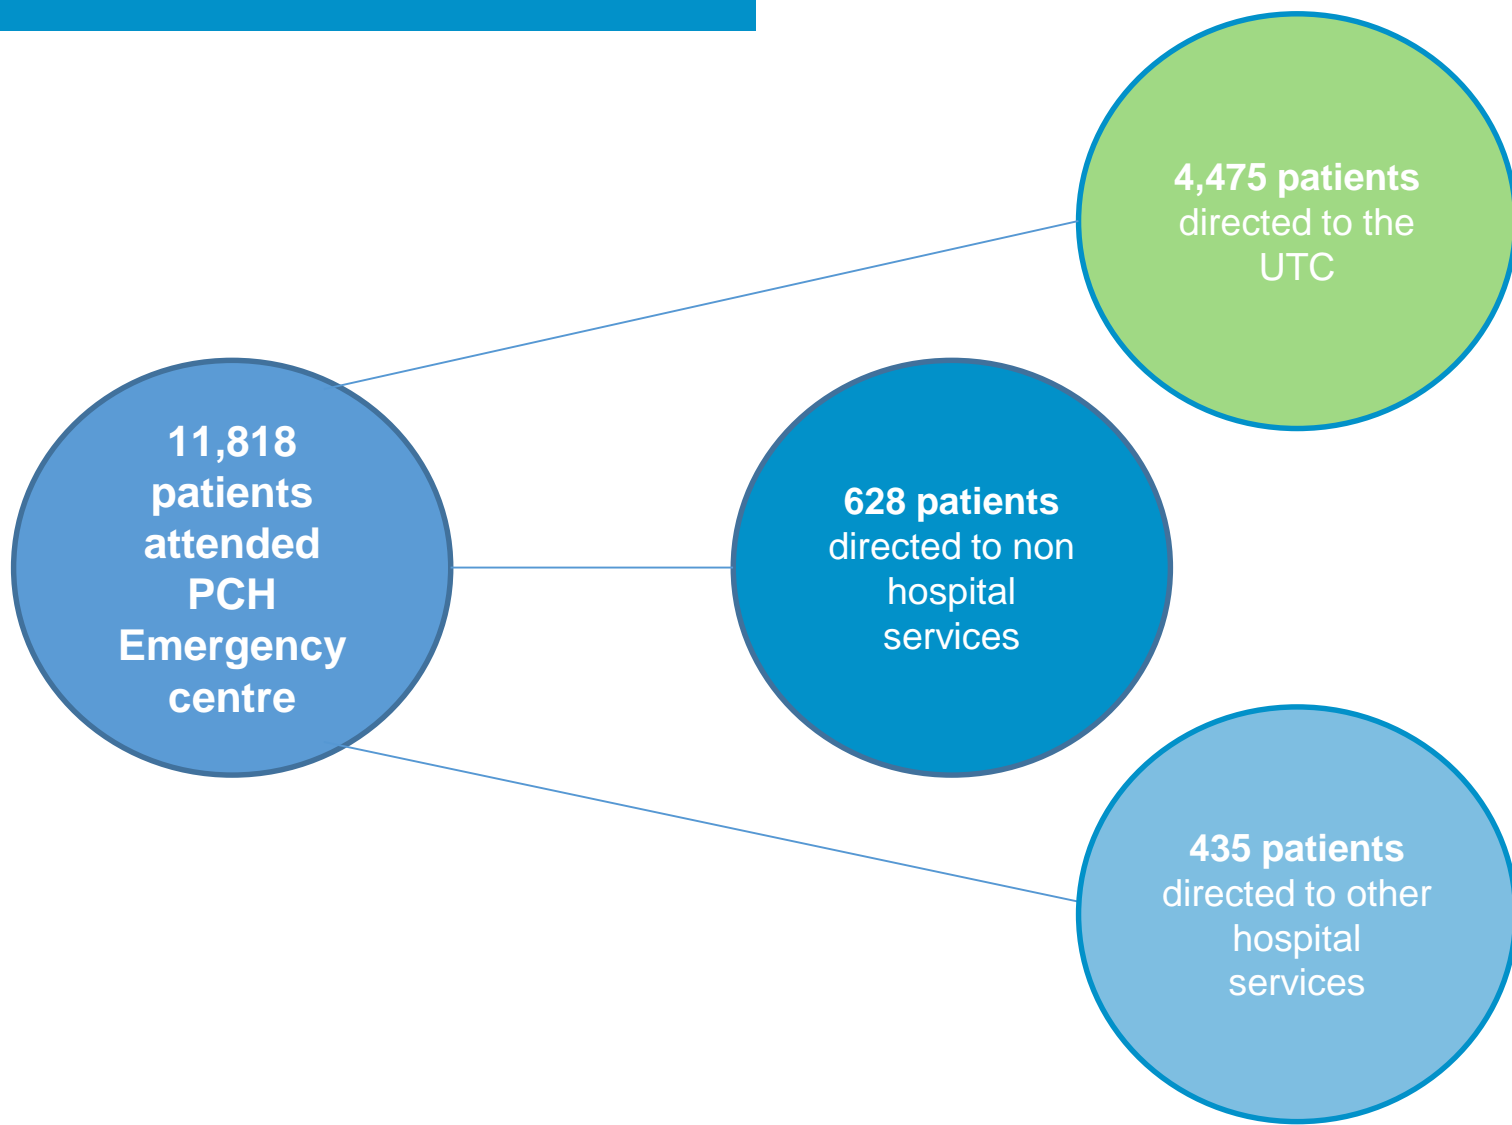 4,475 patients
directed to the
UTC
11,818
patients
attended
PCH
Emergency
centre
628 patients
directed to non
hospital
services
435 patients
directed to other
hospital
services